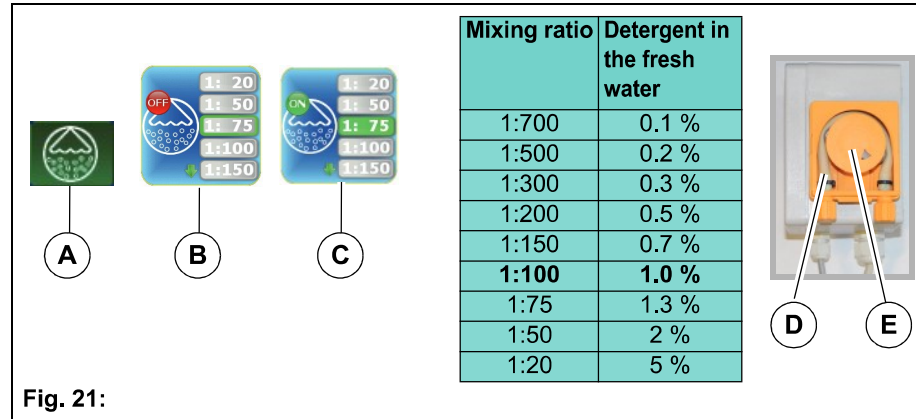 OFF
1: 20
1: 50
1: 75
1:100
1:150
ON
1: 20
1: 50
1: 75
1:100
1:150
A
B
C
Mixing ratio Detergent in
the fresh
water
1:700 0.1 %
1:500 0.2 %
1:300 0.3 %
1:200 0.5 %
1:150 0.7 %
1:100 1.0 %
1:75 1.3 %
1:50 2 %
1:20 5 %
D
E
Fig. 21: